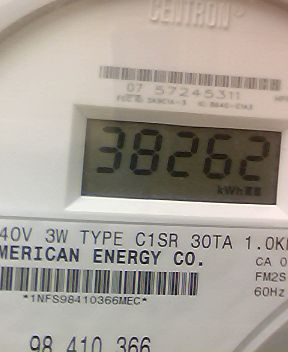 CENTRON®
07 57245311
38262
kWh
40V 3W TYPE C1SR 30TA 1.0K
MERICAN ENERGY CO.
CA 0
FM2S
60Hz
*1NFS98410366MEC*
98 410 366